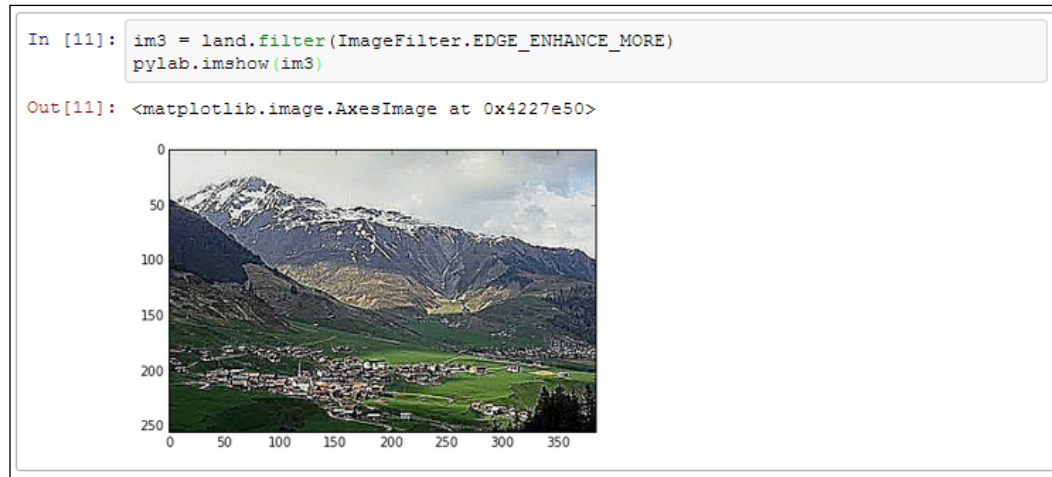 In [11]: im3 = land.filter(ImageFilter.EDGE_ENHANCE_MORE)
pylab.imshow(im3)
Out[11]: <matplotlib.image.AxesImage at 0x4227e50>
0
50
100
150
200
250
0 50 100 150 200 250 300 350